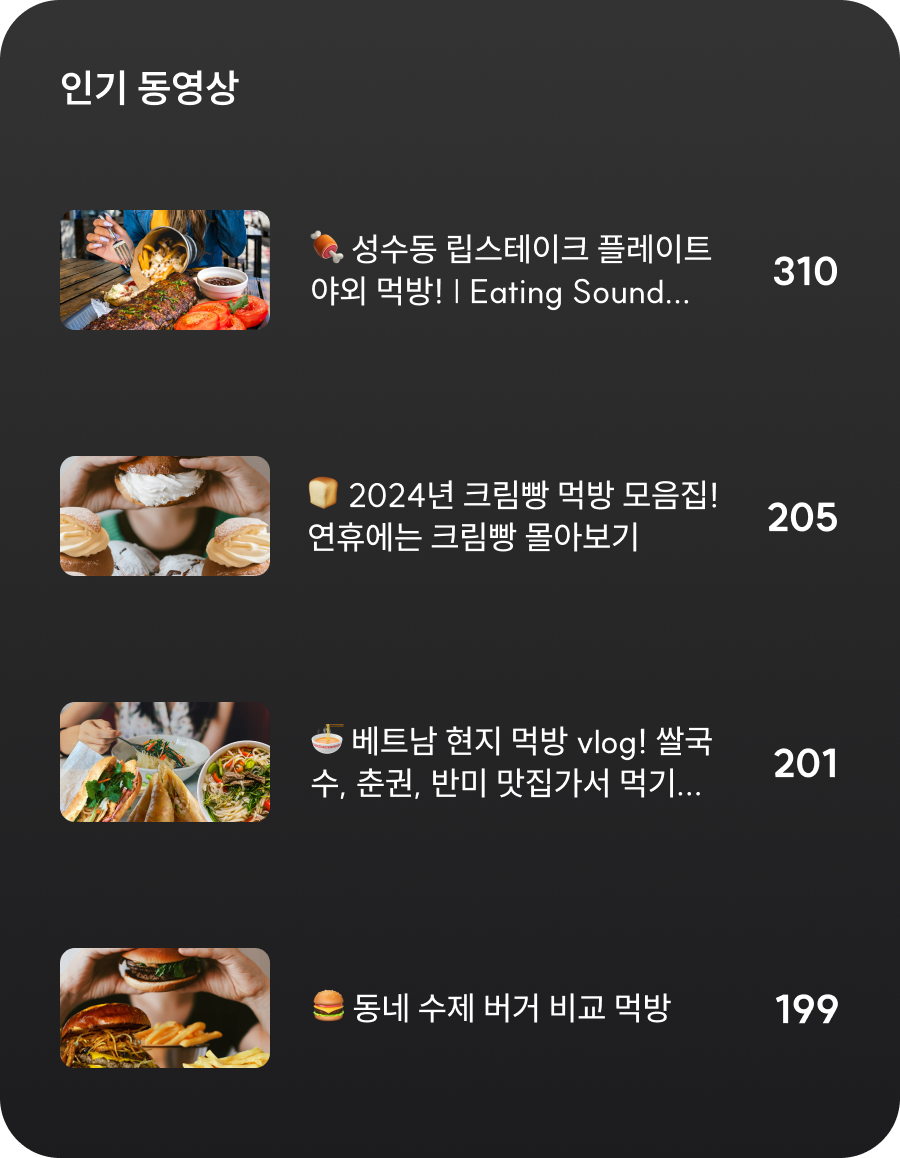 인기 동영상
🍖 성수동 립스테이크 플레이트
야외 먹방! | Eating Sound...
310
🍞 2024년 크림빵 먹방 모음집!
연휴에는 크림빵 몰아보기
205
🍜 베트남 현지 먹방 vlog! 쌀국
수, 춘권, 반미 맛집가서 먹기...
201
🍔 동네 수제 버거 비교 먹방
199